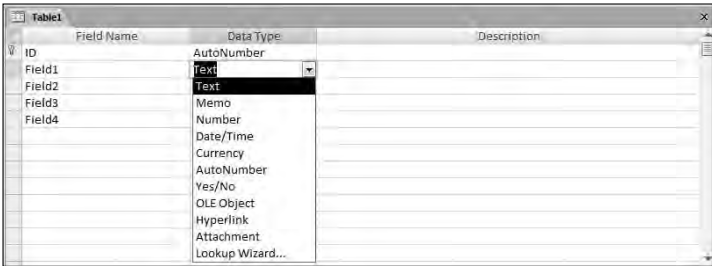 Table1
Field Name Data Type Description
ID AutoNumber
Field1 Text
Field2 Text
Field3 Memo
Field4 Number
Date/Time
Currency
AutoNumber
Yes/No
OLE Object
Hyperlink
Attachment
Lookup Wizard...